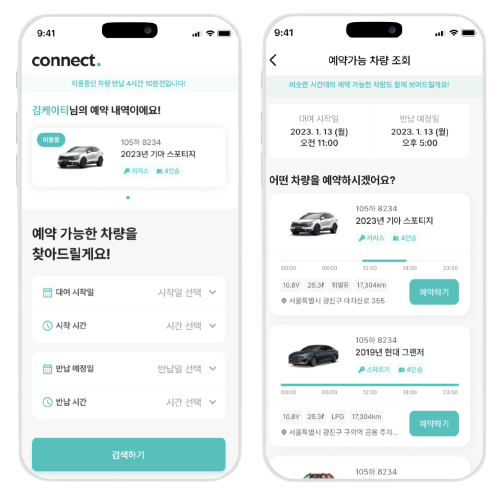 9:41
connect.
이용중인 차량 반납 4시간 10분전입니다!
김케이티님의 예약 내역이에요!
이용중
105하 8234
2023년 기아 스포티지
카리스
4인승
예약 가능한 차량을
찾아드릴게요!
대여 시작일
시작일 선택
시작 시간
시간 선택
반납 예정일
반납일 선택
반납 시간
시간 선택
검색하기
9:41
예약가능 차량 조회
비슷한 시간대의 예약 가능한 차량도 함께 보여드릴게요!
대여 시작일
2023. 1. 13 (월)
오전 11:00
반납 예정일
2023. 1. 13 (월)
오후 5:00
어떤 차량을 예약하시겠어요?
105하 8234
2023년 기아 스포티지
카리스
4인승
00:00 06:00 12:00 18:00 23:50
10.8V 26.3ℓ 휘발유 17,304km
서울특별시 광진구 아차산로 355
예약하기
105하 8234
2019년 현대 그랜저
스마트키
4인승
00:00 06:00 12:00 18:00 23:50
10.8V 26.3ℓ LPG 17,304km
서울특별시 광진구 구의역 공용 주차...
예약하기
105하 8234